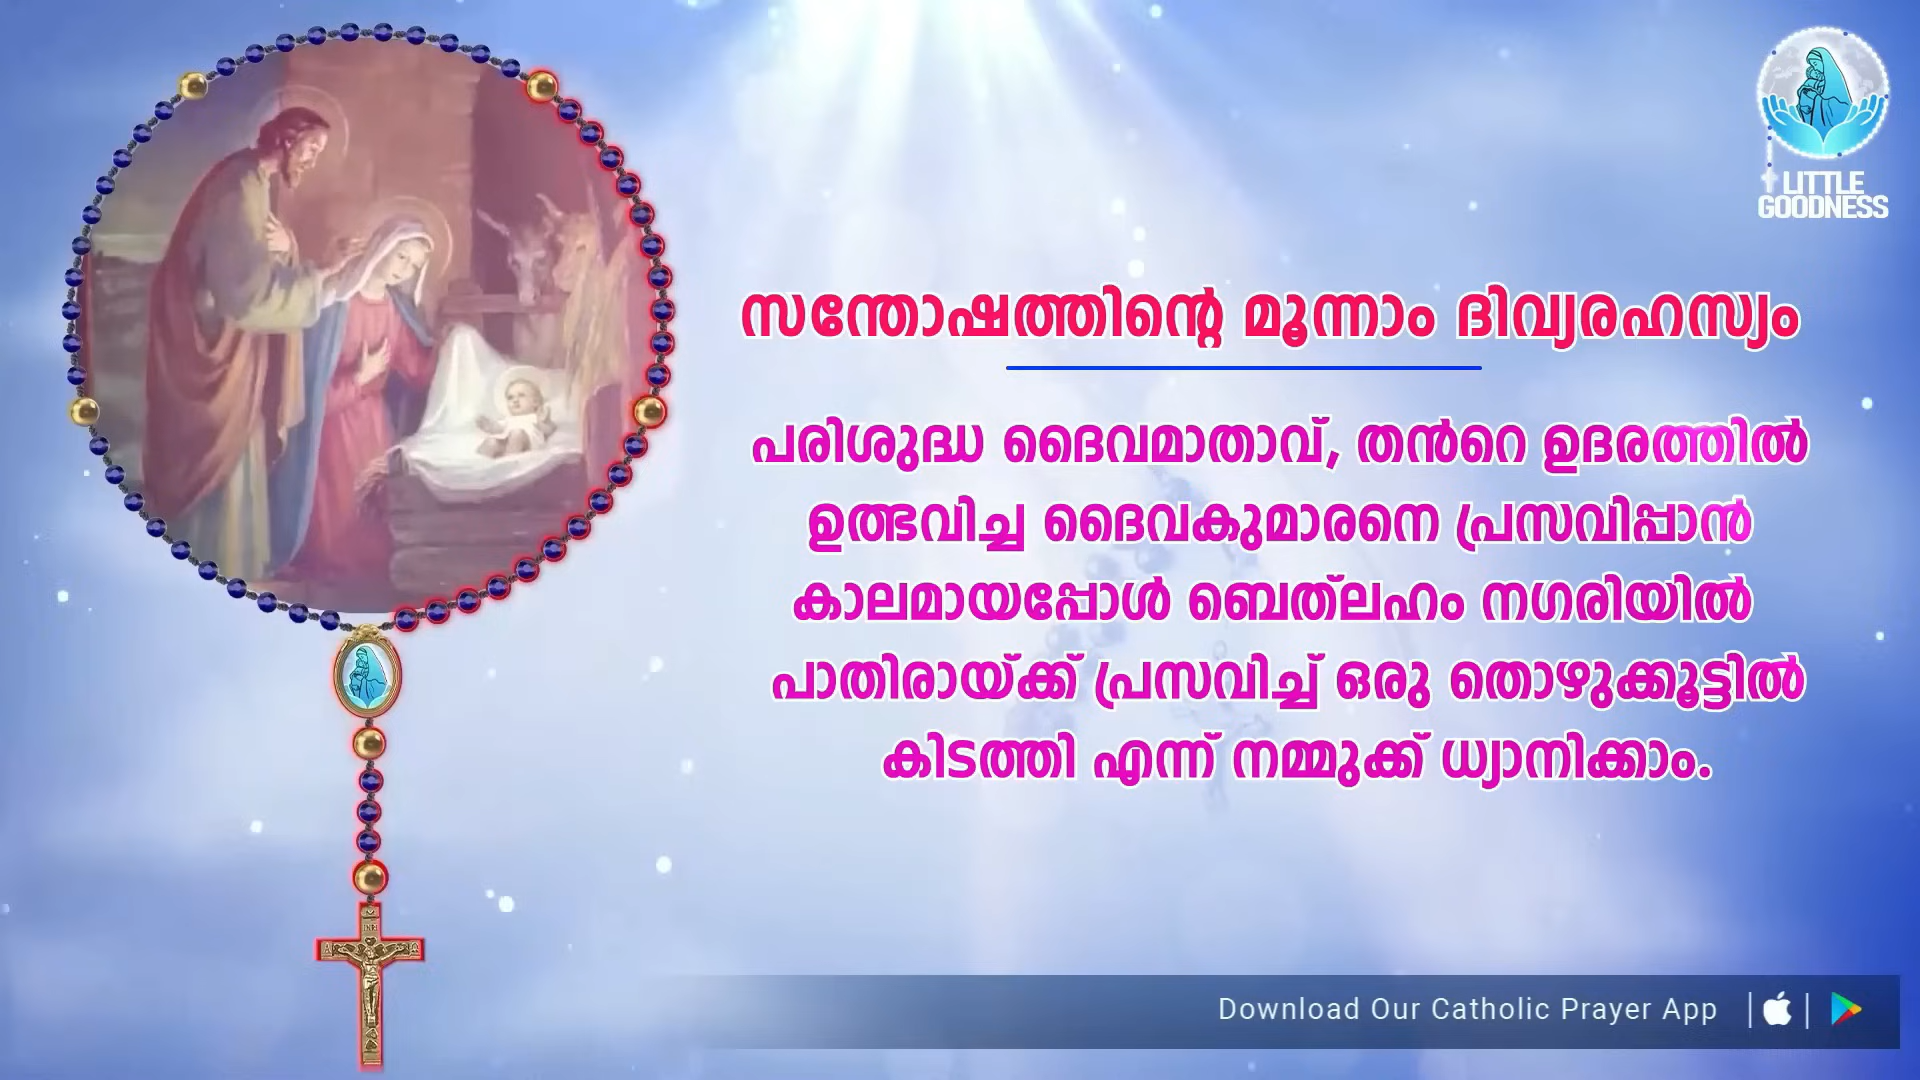 LITTLE
GOODNESS
സന്തോഷത്തിന്റെ മൂന്നാം ദിവ്യരഹസ്യം
പരിശുദ്ധ ദൈവമാതാവ്, തൻറെ ഉദരത്തിൽ
ഉത്ഭവിച്ച ദൈവകുമാരനെ പ്രസവിപ്പാൻ
കാലമായപ്പോൾ ബെത്‌ലഹം നഗരിയിൽ
പാതിരായ്ക്ക് പ്രസവിച്ച് ഒരു തൊഴുക്കൂട്ടിൽ
കിടത്തി എന്ന് നമ്മുക്ക് ധ്യാനിക്കാം.
INRI
Download Our Catholic Prayer App